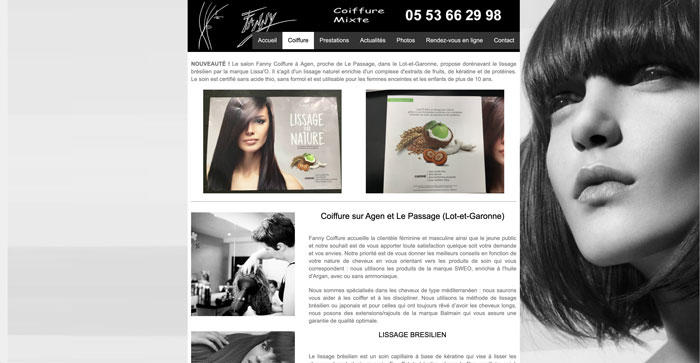 Fanny
Coiffure
Mixte
05 53 66 29 98
Accueil Coiffure Prestations Actualités Photos Rendez-vous en ligne Contact
NOUVEAUTÉ ! Le salon Fanny Coiffure à Agen, proche de Le Passage, dans le Lot-et-Garonne, propose dorénavant le lissage
brésilien par la marque Lissa'O. Il s'agit d'un lissage naturel enrichie d'un complexe d'extraits de fruits, de kératine et de protéines.
Le soin est certifié sans acide thio, sans formol et est utilisable pour les femmes enceintes et les enfants de plus de 10 ans.
LISSAGE
PAR
NATURE
Coiffure sur Agen et Le Passage (Lot-et-Garonne)
Fanny Coiffure accueille la clientèle féminine et masculine ainsi que le jeune public
et notre souhait est de vous apporter toute satisfaction quelque soit votre demande
et vos envies. Notre priorité est de vous donner les meilleurs conseils en fonction de
votre nature de cheveux en vous orientant vers les produits de soin qui vous
correspondent : nous utilisons les produits de la marque SWEO, enrichie à l'huile
d'Argan, avec ou sans ammoniaque.
Nous sommes spécialisés dans les cheveux de type méditerranéen : nous saurons
vous aider à les coiffer et à les discipliner. Nous utilisons la méthode de lissage
brésilien ou japonais et pour celles qui ont toujours rêvé d'avoir les cheveux longs,
nous posons des extensions/rajouts de la marque Balmain qui vous assure une
garantie de qualité optimale.
LISSAGE BRESILIEN
Le lissage brésilien est un soin capillaire à base de kératine qui vise à lisser les